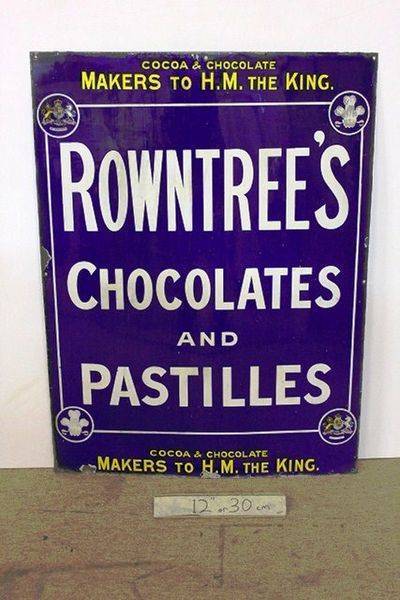 COCOA & CHOCOLATE
MAKERS TO H.M. THE KING.
ROWNTREE'S
CHOCOLATES
AND
PASTILLES
COCOA & CHOCOLATE
MAKERS TO H.M. THE KING.
12" or 30 cms